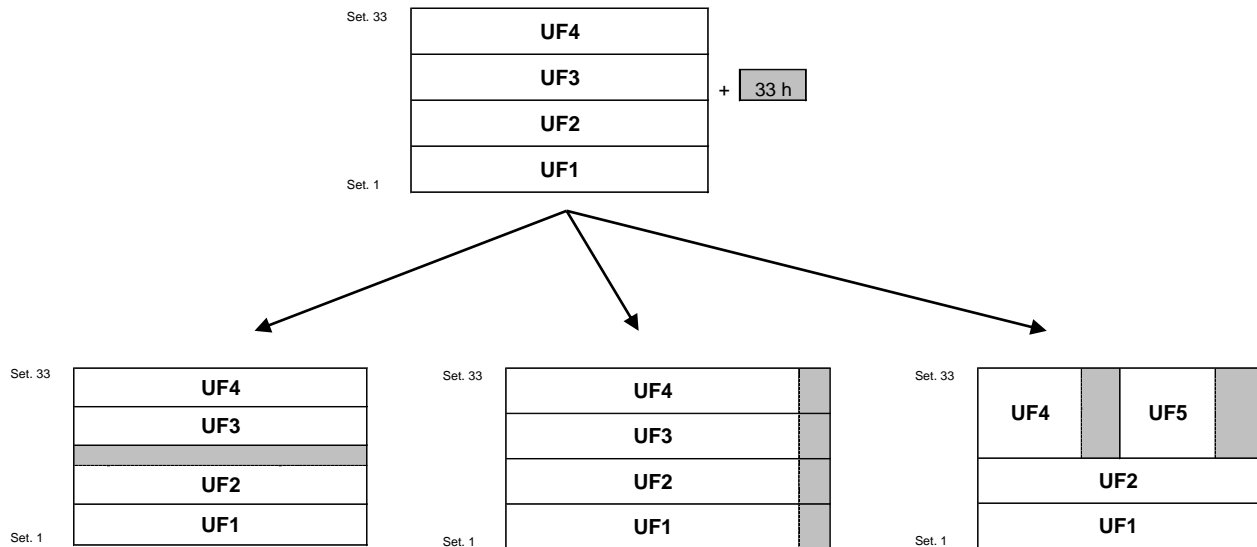 Set. 33
UF4
UF3
+ 33 h
UF2
UF1
Set. 1
Set. 33
UF4
UF3
UF2
UF1
Set. 1
Set. 33
UF4
UF3
UF2
UF1
Set. 1
Set. 33
UF4 UF5
UF2
UF1
Set. 1